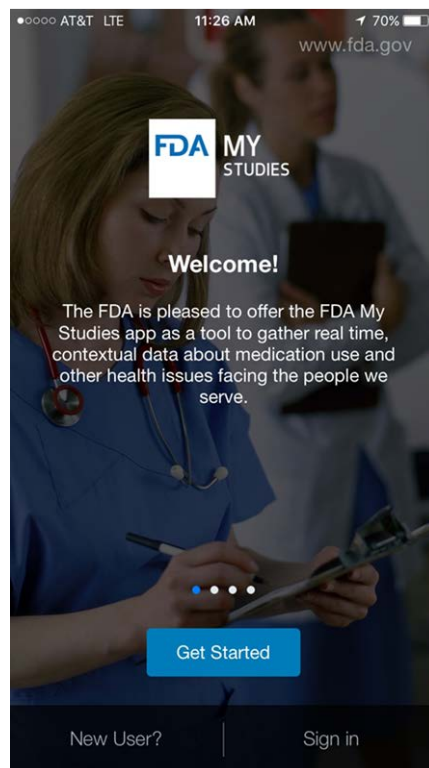 ●○○○○ AT&T LTE 11:26 AM 70%
www.fda.gov
FDA MY
STUDIES
Welcome!
The FDA is pleased to offer the FDA My
Studies app as a tool to gather real time,
contextual data about medication use and
other health issues facing the people we
serve.
Get Started
New User? Sign in